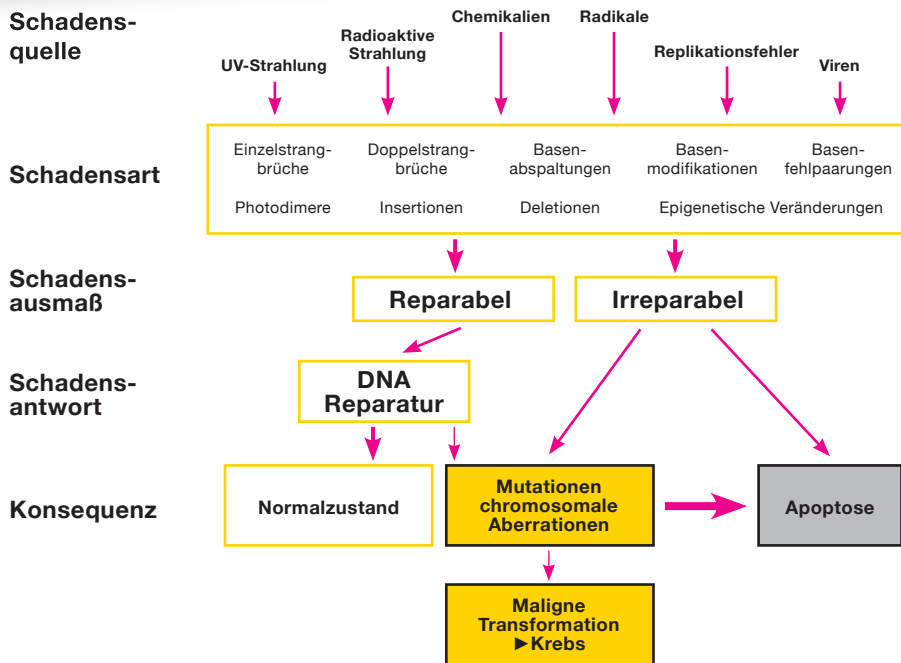 Schadens-
quelle
Chemikalien
Radikale
Radioaktive
Strahlung
Replikationsfehler
UV-Strahlung
Viren
Schadensart
Einzelstrang-
brüche
Doppelstrang-
brüche
Basen-
abspaltungen
Basen-
modifikationen
Basen-
fehlpaarungen
Photodimere
Insertionen
Deletionen
Epigenetische Veränderungen
Schadens-
ausmaß
Reparabel
Irreparabel
Schadens-
antwort
DNA
Reparatur
Konsequenz
Normalzustand
Mutationen
chromosomale
Aberrationen
Apoptose
Maligne
Transformation
►Krebs